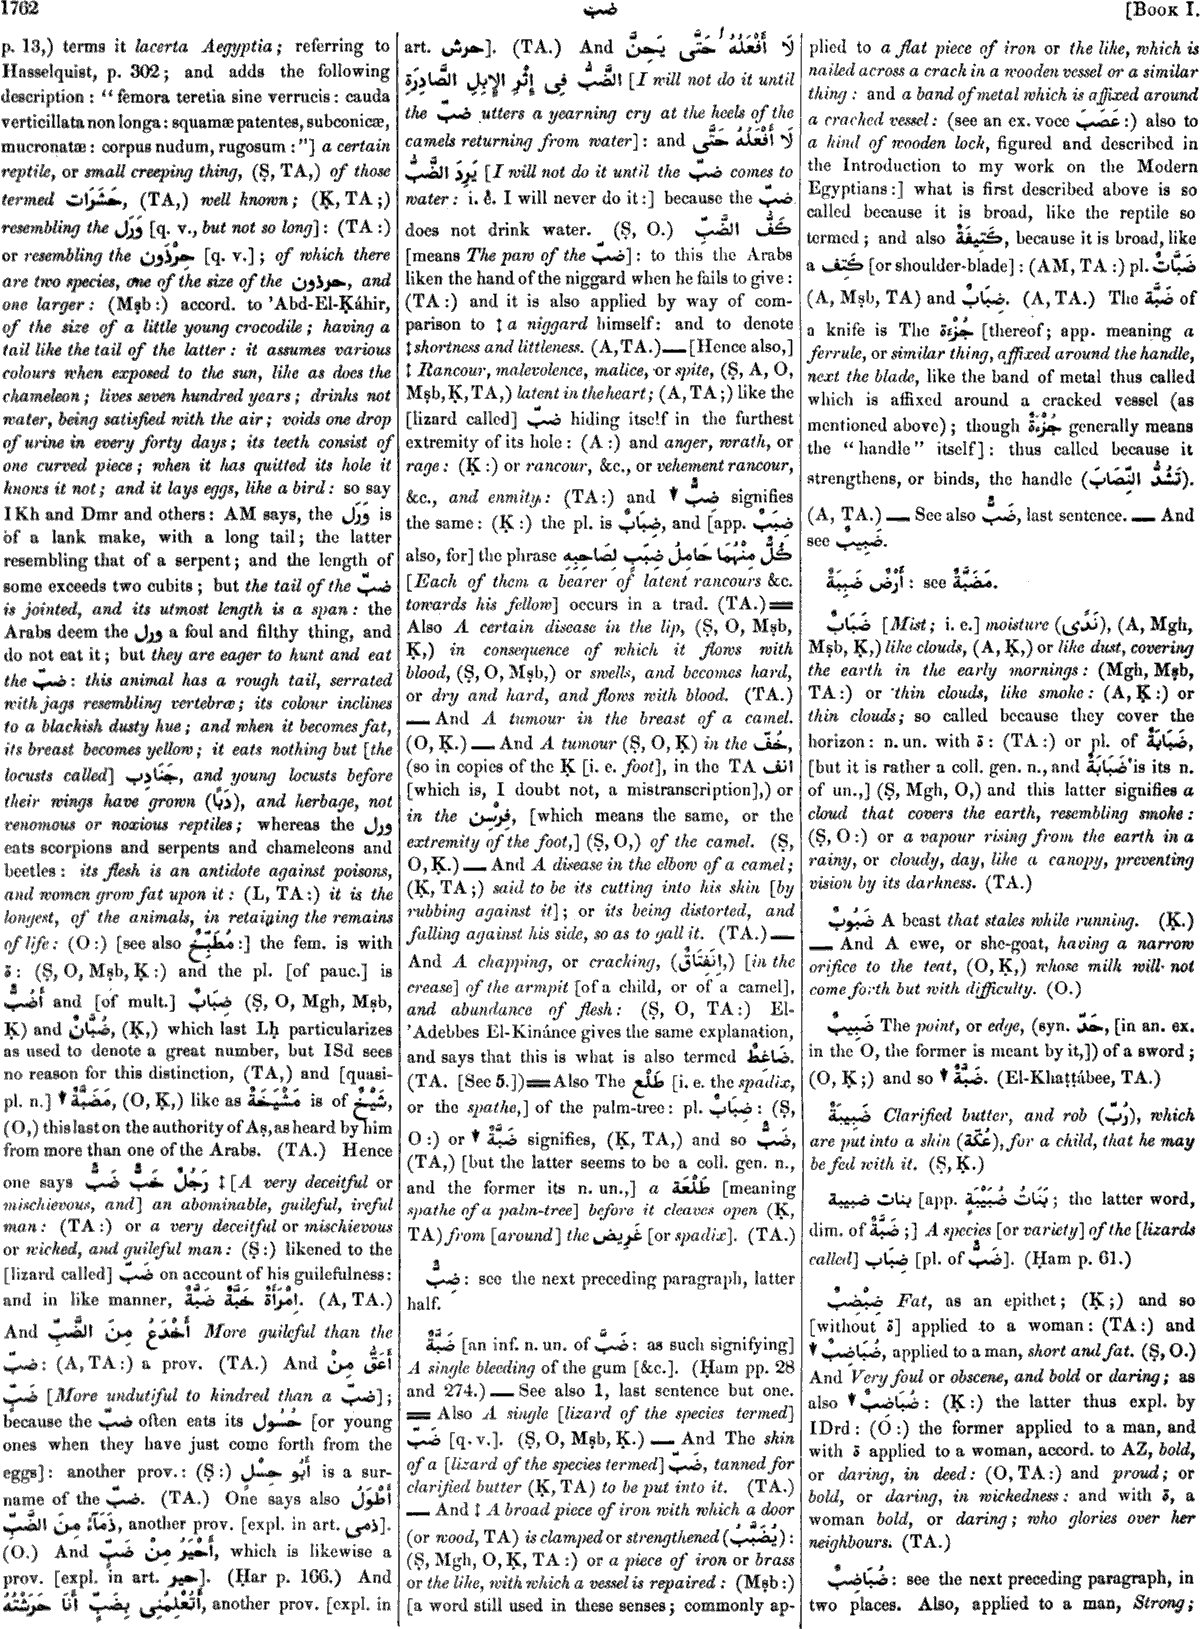 1762
ضب
[BOOK I.
p. 13,) terms it lacerta Aegyptia; referring to
Hasselquist, p. 302; and adds the following
description: “femora teretia sine verrucis: cauda
verticillata non longa: squamæ patentes, subconicæ,
mucronatæ: corpus nudum, rugosum:”] a certain
reptile, or small creeping thing, (Ṣ, TA,) of those
termed حَشَرَات, (TA,) well known; (Ḳ, TA;)
resembling the وَرَل [q. v., but not so long]: (TA:)
or resembling the حِرْذَوْن [q. v.]; of which there
are two species, one of the size of the حرذون, and
one larger: (Mṣb:) accord. to ’Abd-El-Ḳáhir,
of the size of a little young crocodile; having a
tail like the tail of the latter: it assumes various
colours when exposed to the sun, like as does the
chameleon; lives seven hundred years; drinks not
water, being satisfied with the air; voids one drop
of urine in every forty days; its teeth consist of
one curved piece; when it has quitted its hole it
knows it not; and it lays eggs, like a bird: so say
IKh and Dmr and others: AM says, the وَرَل is
of a lank make, with a long tail; the latter
resembling that of a serpent; and the length of
some exceeds two cubits; but the tail of the ضبّ
is jointed, and its utmost length is a span: the
Arabs deem the ورل a foul and filthy thing, and
do not eat it; but they are eager to hunt and eat
the ضبّ: this animal has a rough tail, serrated
with jags resembling vertebræ; its colour inclines
to a blackish dusty hue; and when it becomes fat,
its breast becomes yellow; it eats nothing but [the
locusts called] جَنَادِب, and young locusts before
their wings have grown (دَبًا), and herbage, not
venomous or noxious reptiles; whereas the ورل
eats scorpions and serpents and chameleons and
beetles: its flesh is an antidote against poisons,
and women grow fat upon it: (L, TA:) it is the
longest, of the animals, in retaining the remains
of life: (O:) [see also مُطَبِّخٌ:] the fem. is with
ة: (Ṣ, O, Mṣb, Ḳ:) and the pl. [of pauc.] is
أَضُبٌّ and [of mult.] ضِبَابٌ (Ṣ, O, Mgh, Mṣb,
Ḳ) and ضُبَّانٌ, (Ḳ,) which last Lḥ particularizes
as used to denote a great number, but ISd sees
no reason for this distinction, (TA,) and [quasi-
pl. n.] ▼ مَضَبَّةٌ, (O, Ḳ,) like as مَشْيَخَةٌ is of شَيْخٌ,
(O,) this last on the authority of Aṣ, as heard by him
from more than one of the Arabs. (TA.) Hence
one says رَجُلٌ خَبٌّ ضَبٌّ ‡ [A very deceitful or
mischievous, and] an abominable, guileful, ireful
man: (TA:) or a very deceitful or mischievous
or wicked, and guileful man: (Ṣ:) likened to the
[lizard called] ضَبّ on account of his guilefulness:
and in like manner, اِمْرَأَةٌ خَبَّةٌ ضَبَّةٌ. (A, TA.)
And أَخْدَعُ مِنَ الضَّبِّ More guileful than the
ضبّ: (A, TA:) a prov. (TA.) And أَعَقُّ مِنْ
ضَبٍّ [More undutiful to kindred than a ضبّ];
because the ضبّ often eats its حُسُول [or young
ones when they have just come forth from the
eggs]: another prov.: (Ṣ:) أَبُو حِسْلٍ is a sur-
name of the ضبّ. (TA.) One says also أَطْوَلُ
ذَمَآءً مِنَ الضَّبِّ, another prov. [expl. in art. ذمى].
(O.) And أَحْيَرُ مِنْ ضَبٍّ, which is likewise a
prov. [expl. in art. حير]. (Ḥar p. 166.) And
أَتُعْلِمُنِى بِضَبٍّ أَنَا حَرَشْتُهُ, another prov. [expl. in
art. حرش]. (TA.) And لَا أَفْعَلُهُ حَتَّى يَحِنَّ
الضَّبُّ فِى إِثْرِ الإِبِلِ الصَّادِرَةِ [I will not do it until
the ضبّ utters a yearning cry at the heels of the
camels returning from water]: and لَا أَفْعَلُهُ حَتَّى
يَرِدَ الضَّبُّ [I will not do it until the ضبّ comes to
water: i. e. I will never do it:] because the ضبّ
does not drink water. (Ṣ, O.) كَفُّ الضَّبِّ
[means The paw of the ضبّ]: to this the Arabs
liken the hand of the niggard when he fails to give:
(TA:) and it is also applied by way of com-
parison to ‡ a niggard himself: and to denote
‡ shortness and littleness. (A, TA.) — [Hence also,]
‡ Rancour, malevolence, malice, or spite, (Ṣ, A, O,
Mṣb, Ḳ, TA,) latent in the heart; (A, TA;) like the
[lizard called] ضبّ hiding itself in the furthest
extremity of its hole: (A:) and anger, wrath, or
rage: (Ḳ:) or rancour, &c., or vehement rancour,
&c., and enmity: (TA:) and ▼ ضِبٌّ signifies
the same: (Ḳ:) the pl. is ضِبَابٌ, and [app. ضِبَبٌ
also, for] the phrase كُلٌّ مِنْهُمَا حَامِلُ ضِبَبٍ لِصَاحِبِهِ
[Each of them a bearer of latent rancours &c.
towards his fellow] occurs in a trad. (TA.) ==
Also A certain disease in the lip, (Ṣ, O, Mṣb,
Ḳ,) in consequence of which it flows with
blood, (Ṣ, O, Mṣb,) or swells, and becomes hard,
or dry and hard, and flows with blood. (TA.)
— And A tumour in the breast of a camel.
(O, Ḳ.) — And A tumour (Ṣ, O, Ḳ) in the خُفّ,
(so in copies of the Ḳ [i. e. foot], in the TA انف
[which is, I doubt not, a mistranscription],) or
in the فِرْسِن, [which means the same, or the
extremity of the foot,] (Ṣ, O,) of the camel. (Ṣ,
O, Ḳ.) — And A disease in the elbow of a camel;
(Ḳ, TA;) said to be its cutting into his skin [by
rubbing against it]; or its being distorted, and
falling against his side, so as to gall it. (TA.) —
And A chapping, or cracking, (اِنْفِتَاقٌ,) [in the
crease] of the armpit [of a child, or of a camel],
and abundance of flesh: (Ṣ, O, TA:) El-
’Adebbes El-Kinánee gives the same explanation,
and says that this is what is also termed ضَاغِطٌ.
(TA. [See 5.]) == Also The طَلْع [i. e. the spadix,
or the spathe,] of the palm-tree: pl. ضِبَابٌ: (Ṣ,
O:) or ▼ ضَبَّةٌ signifies, (Ḳ, TA,) and so ضَبٌّ,
(TA,) [but the latter seems to be a coll. gen. n.,
and the former its n. un.,] a طَلْعَة [meaning
spathe of a palm-tree] before it cleaves open (Ḳ,
TA) from [around] the غَرِيض [or spadix]. (TA.)
ضِبٌّ: see the next preceding paragraph, latter
half.
ضَبَّةٌ [an inf. n. un. of ضَبَّ: as such signifying]
A single bleeding of the gum [&c.]. (Ḥam pp. 28
and 274.) — See also 1, last sentence but one.
== Also A single [lizard of the species termed]
ضَبّ [q. v.]. (Ṣ, O, Mṣb, Ḳ.) — And The skin
of a [lizard of the species termed] ضَبّ, tanned for
clarified butter (Ḳ, TA) to be put into it. (TA.)
— And ‡ A broad piece of iron with which a door
(or wood, TA) is clamped or strengthened (يُضَبَّبُ):
(Ṣ, Mgh, O, Ḳ, TA:) or a piece of iron or brass
or the like, with which a vessel is repaired: (Mṣb:)
[a word still used in these senses; commonly ap-
plied to a flat piece of iron or the like, which is
nailed across a crack in a wooden vessel or a similar
thing: and a band of metal which is affixed around
a cracked vessel: (see an ex. voce عَصَبَ:) also to
a kind of wooden lock, figured and described in
the Introduction to my work on the Modern
Egyptians:] what is first described above is so
called because it is broad, like the reptile so
termed; and also كَتِيفَةٌ, because it is broad, like
a كَتِف [or shoulder-blade]: (AM, TA:) pl. ضَبَّاتٌ
(A, Mṣb, TA) and ضِبَابٌ. (A, TA.) The ضَبَّة of
a knife is The جُزْءَة [thereof; app. meaning a
ferrule, or similar thing, affixed around the handle,
next the blade, like the band of metal thus called
which is affixed around a cracked vessel (as
mentioned above); though جُزْءَةٌ generally means
the “handle” itself]: thus called because it
strengthens, or binds, the handle (تَشُدُّ النِّصَابَ).
(A, TA.) — See also ضَبٌّ, last sentence. — And
see ضَبِيبٌ.
أَرْضٌ ضَبِبَةٌ: see مَضَبَّةٌ.
ضَبَابٌ [Mist; i. e.] moisture (نَدًى), (A, Mgh,
Mṣb, Ḳ,) like clouds, (A, Ḳ,) or like dust, covering
the earth in the early mornings: (Mgh, Mṣb,
TA:) or thin clouds, like smoke: (A, Ḳ:) or
thin clouds; so called because they cover the
horizon: n. un. with ة: (TA:) or pl. of ضَبَابَةٌ,
[but it is rather a coll. gen. n., and ضَبَابَةٌ is its n.
of un.,] (Ṣ, Mgh, O,) and this latter signifies a
cloud that covers the earth, resembling smoke:
(Ṣ, O:) or a vapour rising from the earth in a
rainy, or cloudy, day, like a canopy, preventing
vision by its darkness. (TA.)
ضَبُوبٌ A beast that stales while running. (Ḳ.)
— And A ewe, or she-goat, having a narrow
orifice to the teat, (O, Ḳ,) whose milk will not
come forth but with difficulty. (O.)
ضَبِيبٌ The point, or edge, (syn. حَدّ, [in an. ex.
in the O, the former is meant by it,]) of a sword;
(O, Ḳ;) and so ▼ ضَبَّةٌ. (El-Khaṭṭábee, TA.)
ضَبِيبَةٌ Clarified butter, and rob (رُبّ), which
are put into a skin (عُكَّة), for a child, that he may
be fed with it. (Ṣ, Ḳ.)
بنات ضبيبة [app. بَنَاتُ ضُبَيْبَةٍ; the latter word,
dim. of ضَبَّةٌ;] A species [or variety] of the [lizards
called] ضِبَاب [pl. of ضَبٌّ]. (Ḥam p. 61.)
ضِبْضِبٌ Fat, as an epithet; (Ḳ;) and so
[without ة] applied to a woman: (TA:) and
▼ ضُبَاضِبٌ, applied to a man, short and fat. (Ṣ, O.)
And Very foul or obscene, and bold or daring; as
also ▼ ضُبَاضِبٌ: (Ḳ:) the latter thus expl. by
IDrd: (O:) the former applied to a man, and
with ة applied to a woman, accord. to AZ, bold,
or daring, in deed: (O, TA:) and proud; or
bold, or daring, in wickedness: and with ة, a
woman bold, or daring; who glories over her
neighbours. (TA.)
ضُبَاضِبٌ: see the next preceding paragraph, in
two places. Also, applied to a man, Strong;